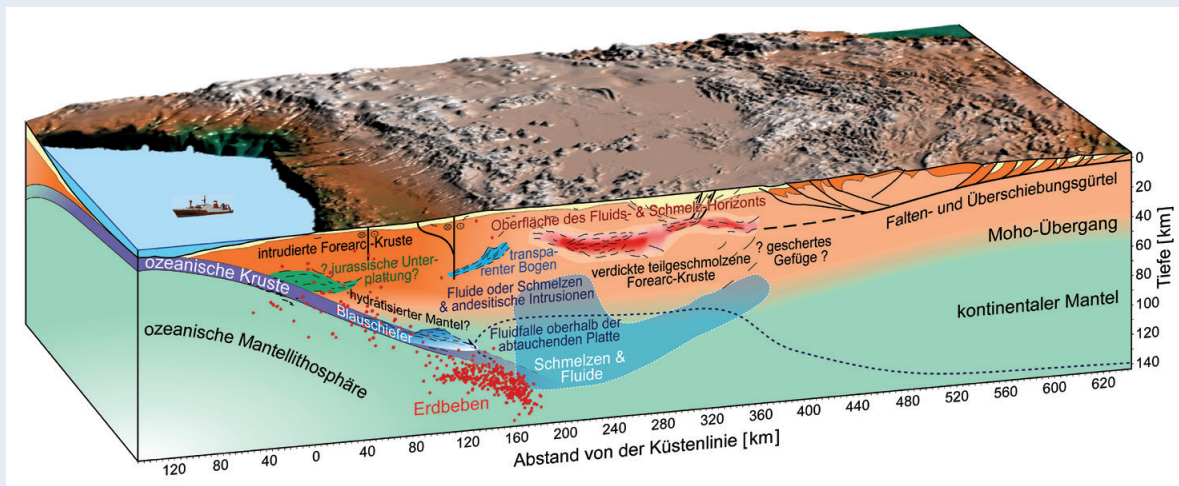 Oberfläche des Fluids- & Schmelz-Horizonts
Falten- und Überschiebungsgürtel
intrudierte Forearc-Kruste
transpa-
renter Bogen
? jurassische Unter-
plattung?
? geschertes
Gefüge ?
verdickte teilgeschmolzene
Forearc-Kruste
Moho-Übergang
ozeanische Kruste
Fluide oder Schmelzen
& andesitische Intrusionen
hydratisierter Mantel?
Blauschiefer
Fluidfalle oberhalb der
abtauchenden Platte
kontinentaler Mantel
ozeanische Mantellithosphäre
Schmelzen &
Fluide
Erdbeben
0
20
40
60
80
100
120
140
Tiefe [km]
120 80 40 0 40 80 120 160 200 240 280 320 360 440 480 520 560 600 620
Abstand von der Küstenlinie [km]